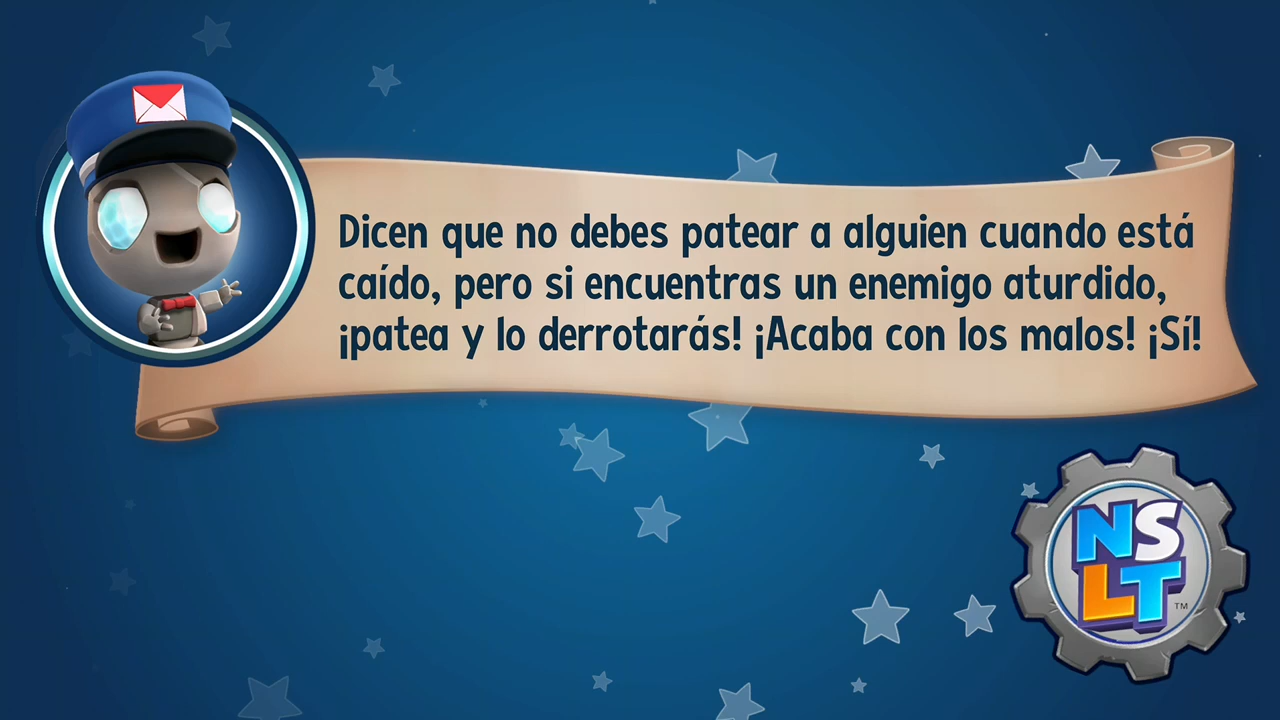 Dicen que no debes patear a alguien cuando está
caído, pero si encuentras un enemigo aturdido,
¡patea y lo derrotarás! ¡Acaba con los malos! ¡Sí!
NS
LT
TM